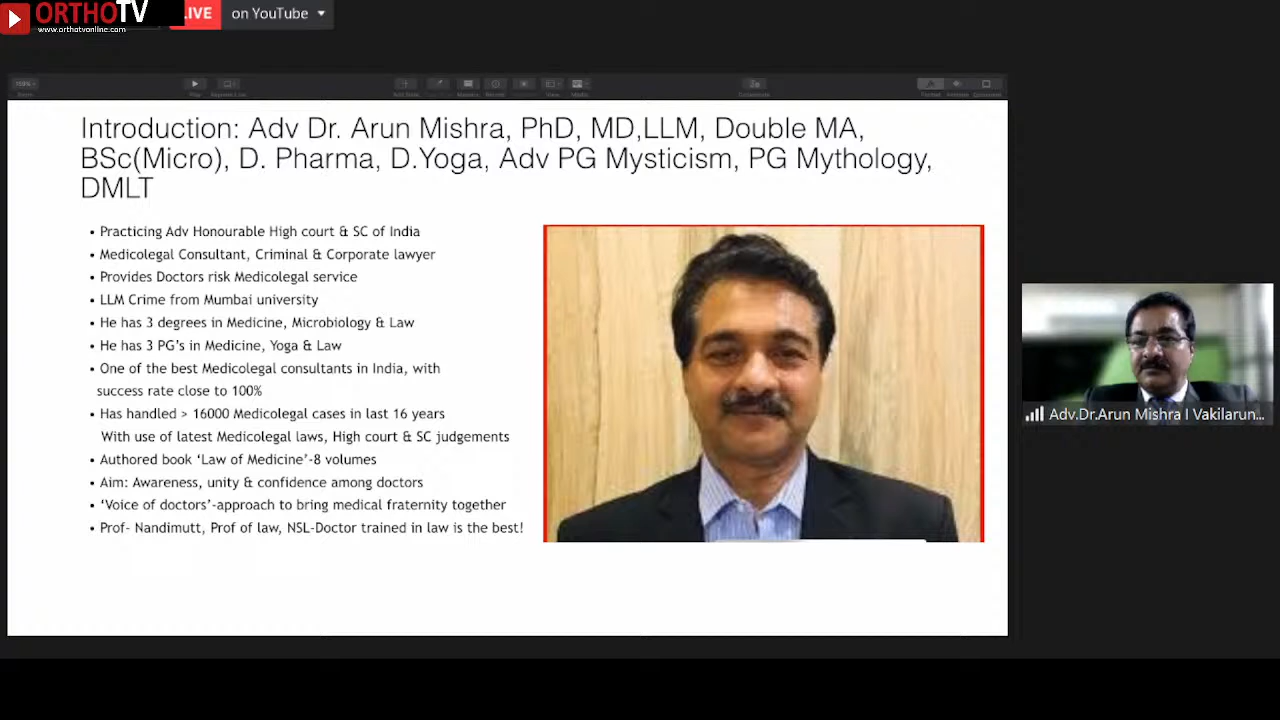 ORTHOTV
www.orthotvonline.com
LIVE
on YouTube
Introduction: Adv Dr. Arun Mishra, PhD, MD,LLM, Double MA,
BSc(Micro), D. Pharma, D.Yoga, Adv PG Mysticism, PG Mythology,
DMLT
• Practicing Adv Honourable High court & SC of India
• Medicolegal Consultant, Criminal & Corporate lawyer
• Provides Doctors risk Medicolegal service
• LLM Crime from Mumbai university
• He has 3 degrees in Medicine, Microbiology & Law
• He has 3 PG's in Medicine, Yoga & Law
• One of the best Medicolegal consultants in India, with
success rate close to 100%
• Has handled > 16000 Medicolegal cases in last 16 years
With use of latest Medicolegal laws, High court & SC judgements
• Authored book ‘Law of Medicine’-8 volumes
• Aim: Awareness, unity & confidence among doctors
• ‘Voice of doctors’-approach to bring medical fraternity together
• Prof- Nandimutt, Prof of law, NSL-Doctor trained in law is the best!
Adv.Dr.Arun Mishra I Vakilarun...